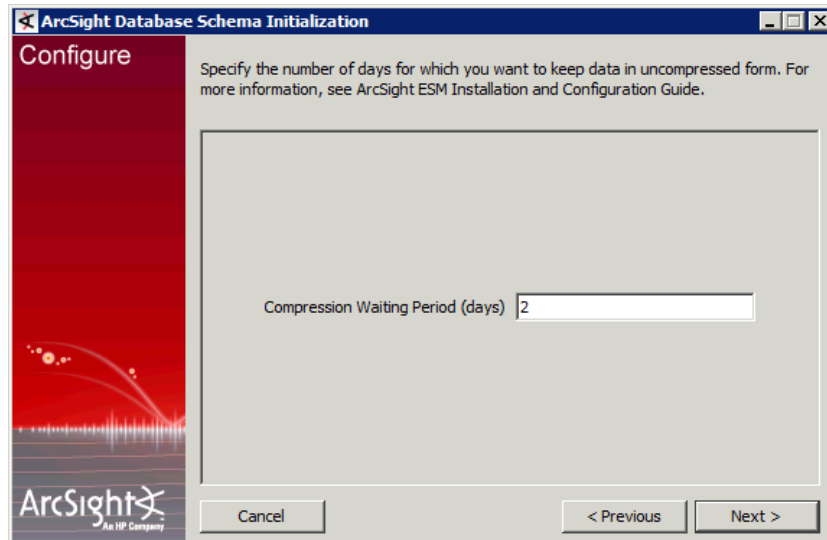 ArcSight Database Schema Initialization
Configure
Specify the number of days for which you want to keep data in uncompressed form. For
more information, see ArcSight ESM Installation and Configuration Guide.
Compression Waiting Period (days) 2
ArcSight
An HP Company
Cancel < Previous Next >